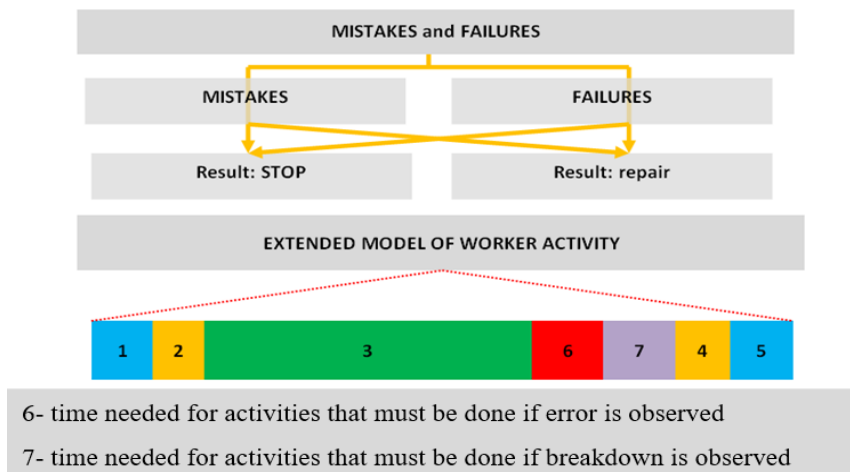 MISTAKES and FAILURES
MISTAKES
FAILURES
Result: STOP
Result: repair
EXTENDED MODEL OF WORKER ACTIVITY
1 2 3 6 7 4 5
6- time needed for activities that must be done if error is observed
7- time needed for activities that must be done if breakdown is observed